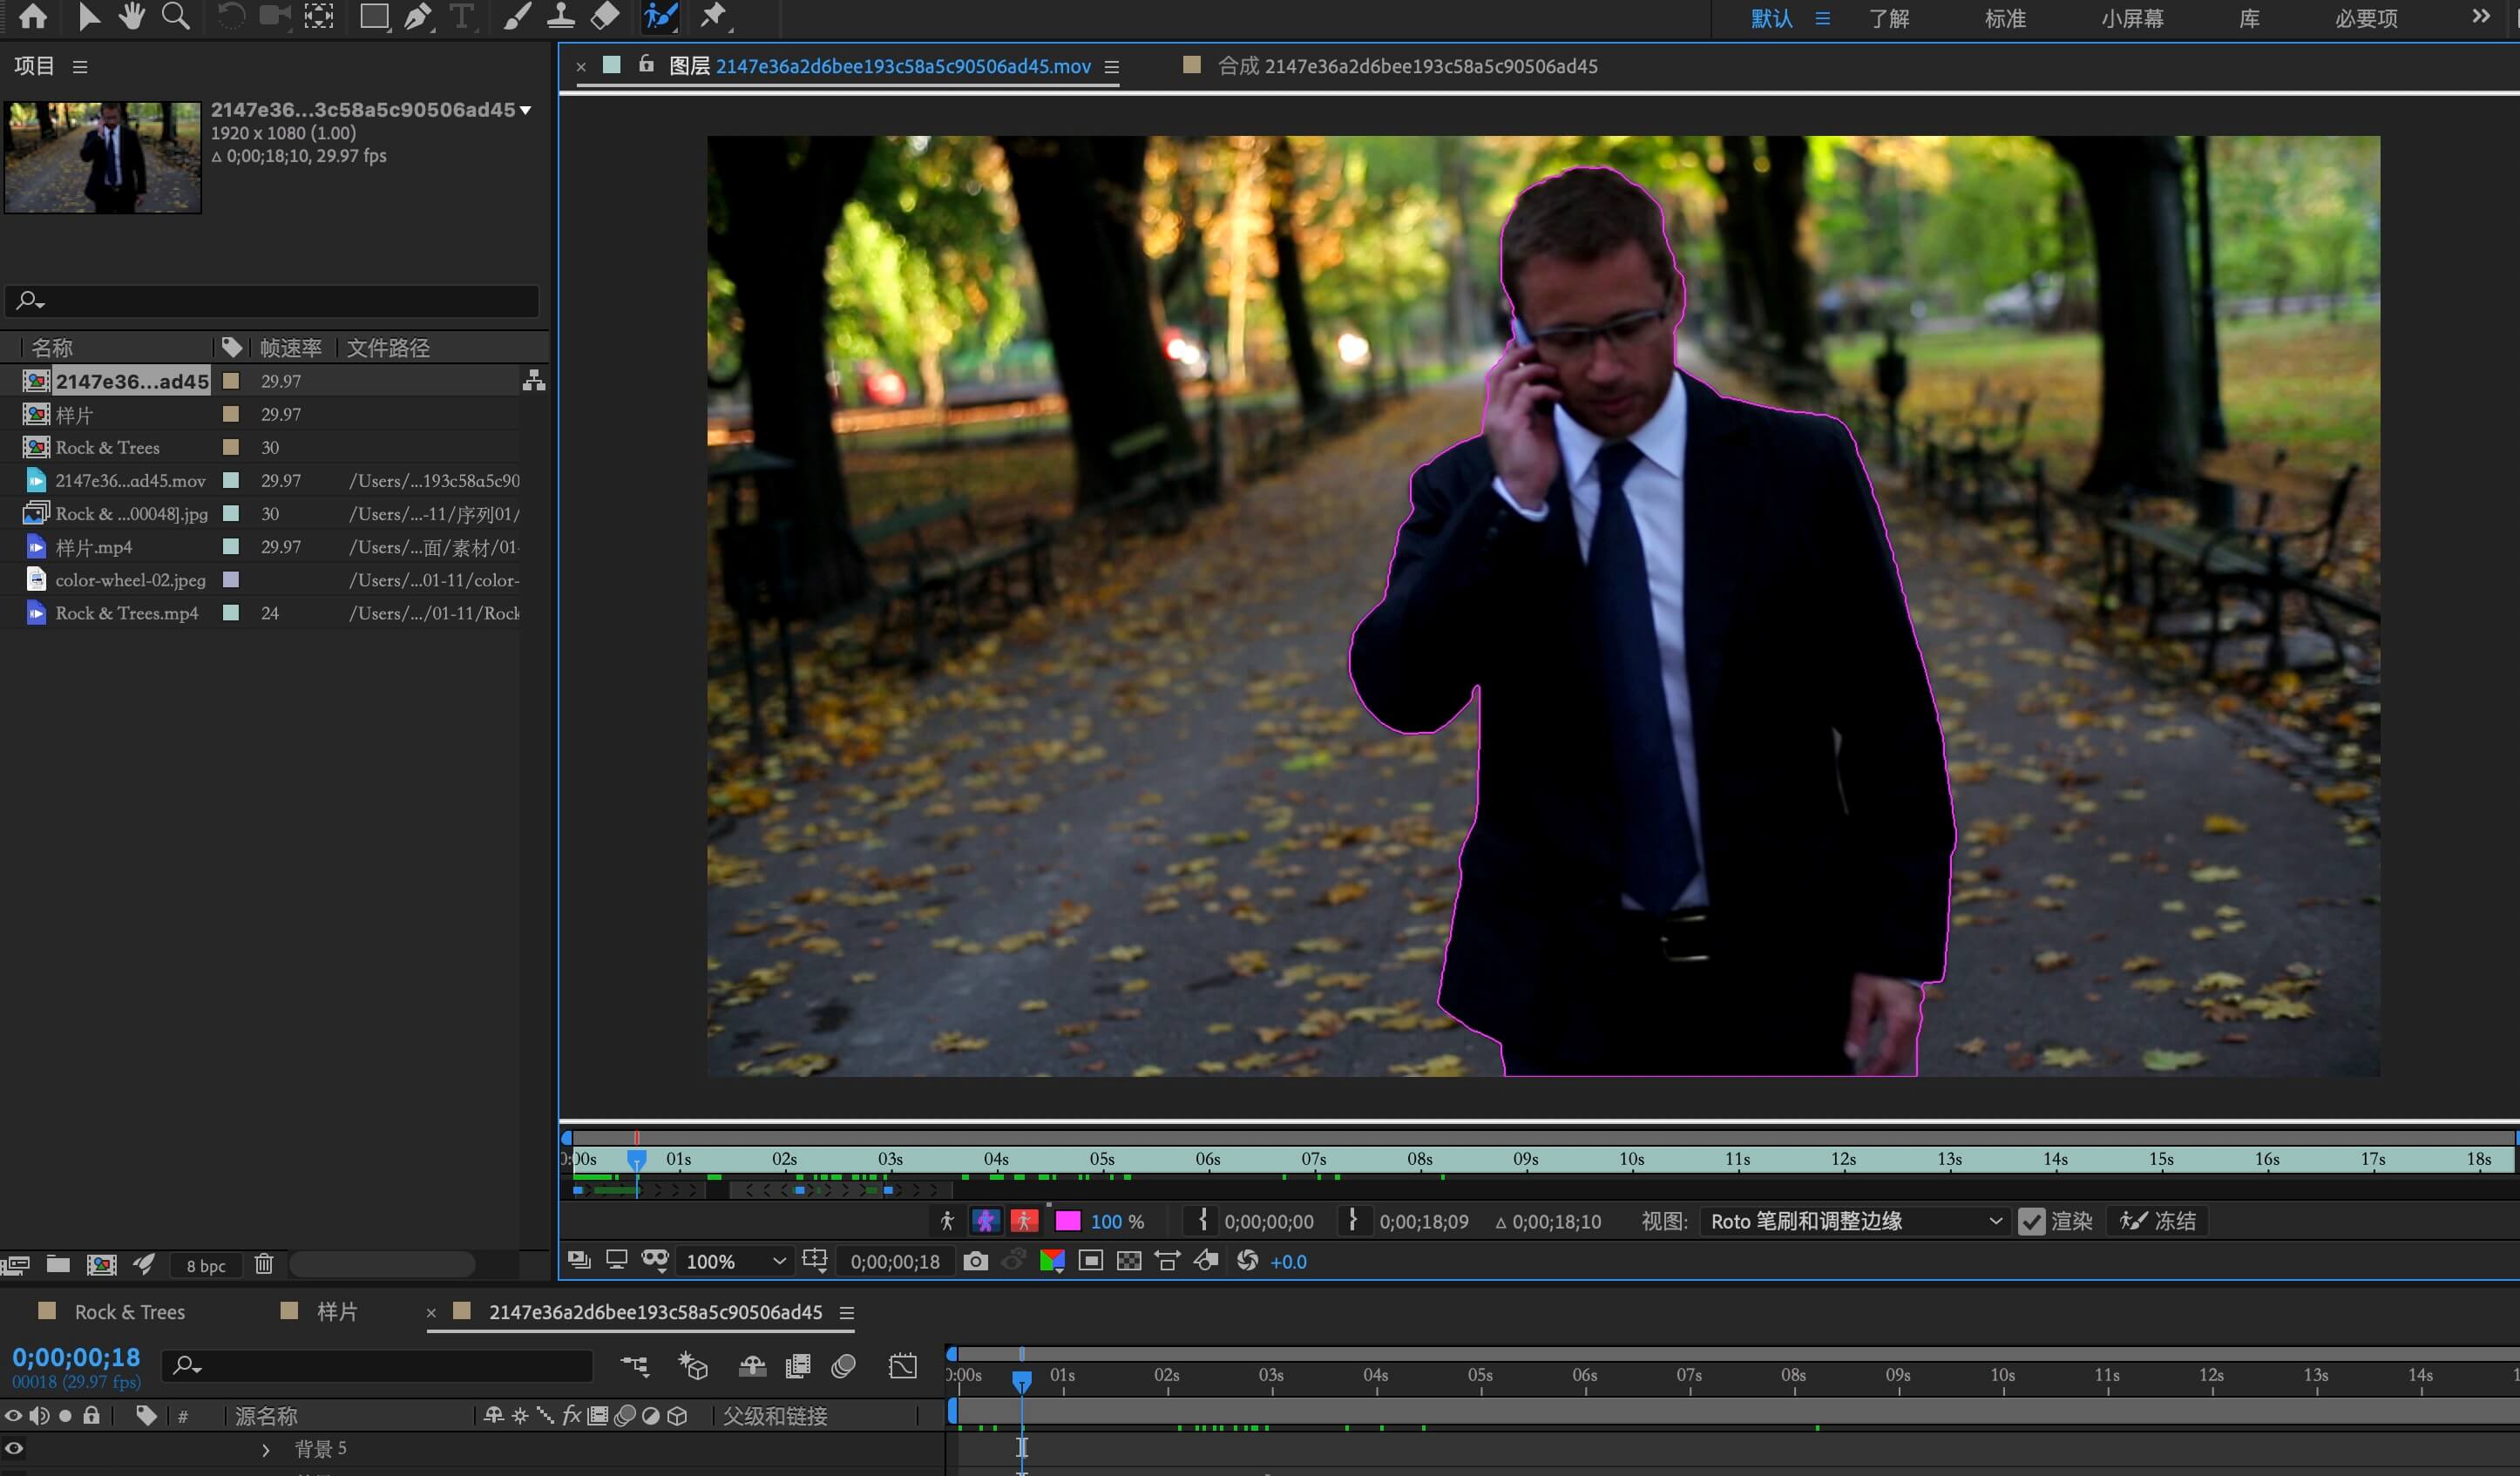 默认
了解
标准
小屏幕
库
必要项
项目
图层 2147e36a2d6bee193c58a5c90506ad45.mov
合成 2147e36a2d6bee193c58a5c90506ad45
2147e36...3c58a5c90506ad45
1920 x 1080 (1.00)
Δ 0;00;18;10, 29.97 fps
名称 帧速率 文件路径
2147e36...ad45 29.97
样片 29.97
Rock & Trees 30
2147e36...ad45.mov 29.97 /Users/...193c58a5c90
Rock & ...00048].jpg 30 /Users/...-11/序列01/
样片.mp4 29.97 /Users/...面/素材/01-
color-wheel-02.jpeg /Users/...01-11/color-
Rock & Trees.mp4 24 /Users/.../01-11/Rock
0:00s 01s 02s 03s 04s 05s 06s 07s 08s 09s 10s 11s 12s 13s 14s 15s 16s 17s 18s
100 % { 0;00;00;00 } 0;00;18;09 Δ 0;00;18;10 视图: Roto 笔刷和调整边缘 渲染 冻结
8 bpc
100% 0;00;00;18 +0.0
Rock & Trees 样片 × 2147e36a2d6bee193c58a5c90506ad45
0;00;00;18
00018 (29.97 fps)
0:00s 01s 02s 03s 04s 05s 06s 07s 08s 09s 10s 11s 12s 13s 14s
# 源名称 fx 父级和链接
背景 5